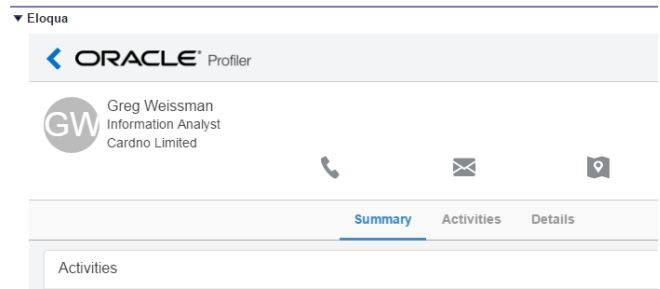 Eloqua
ORACLE Profiler
GW
Greg Weissman
Information Analyst
Cardno Limited
Summary Activities Details
Activities